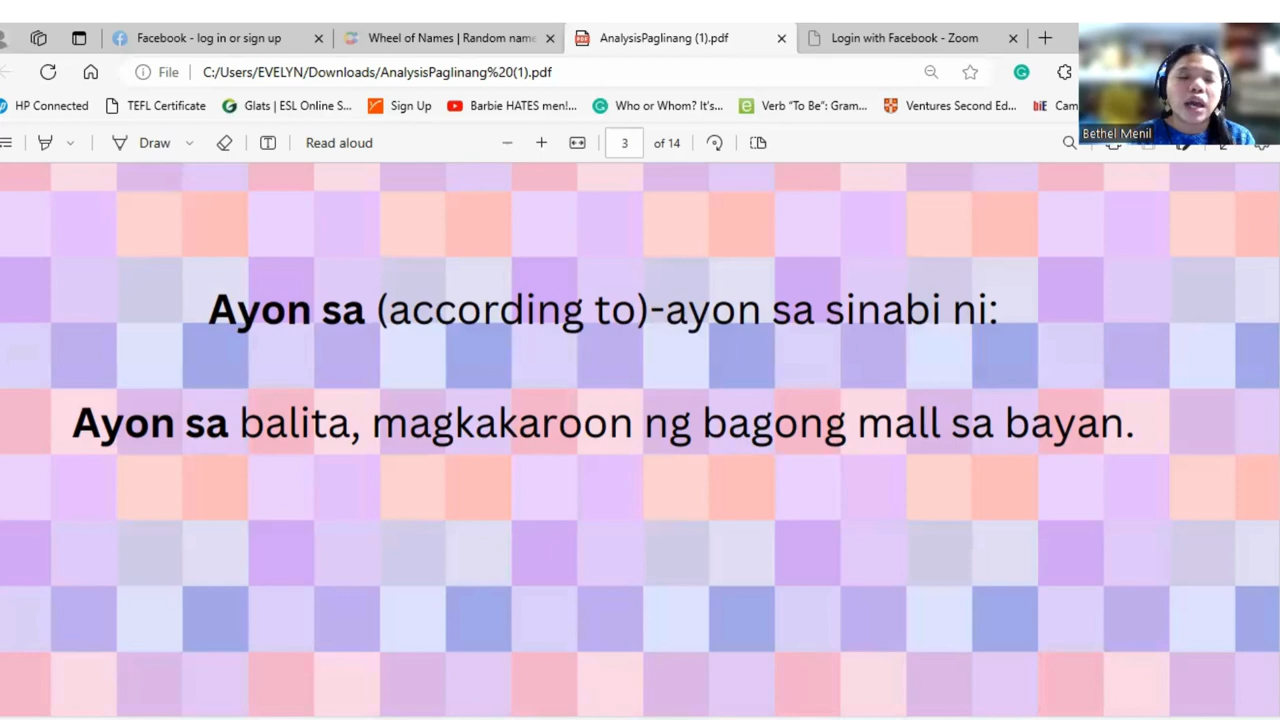 Facebook - log in or sign up
Wheel of Names | Random name
AnalysisPaglinang (1).pdf
Login with Facebook - Zoom
File C:/Users/EVELYN/Downloads/AnalysisPaglinang%20(1).pdf
HP Connected
TEFL Certificate
Glats | ESL Online S...
Sign Up
Barbie HATES men!...
Who or Whom? It's...
Verb "To Be": Gram...
Ventures Second Ed...
Cam
Bethel Menil
Draw
Read aloud
3 of 14
Ayon sa (according to)-ayon sa sinabi ni:
Ayon sa balita, magkakaroon ng bagong mall sa bayan.